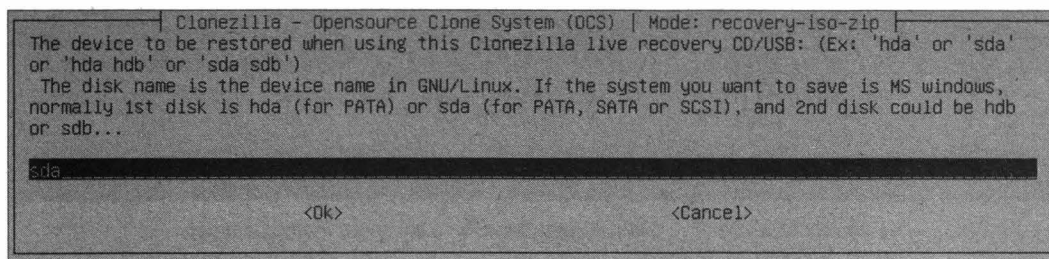 Clonezilla - Opensource Clone System (OCS) | Mode: recovery-iso-zip
The device to be restored when using this Clonezilla live recovery CD/USB: (Ex: 'hda' or 'sda'
or 'hda hdb' or 'sda sdb')
The disk name is the device name in GNU/Linux. If the system you want to save is MS windows,
normally 1st disk is hda (for PATA) or sda (for PATA, SATA or SCSI), and 2nd disk could be hdb
or sdb...
sda
<Ok> <Cancel>